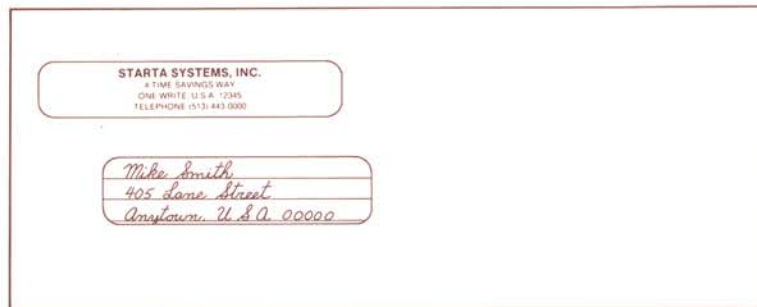 STARTA SYSTEMS, INC.
4 TIME SAVINGS WAY
ONE WRITE, U.S.A. 12345
TELEPHONE (513) 443-0000
Mike Smith
405 Lane Street
Anytown, U S A 00000